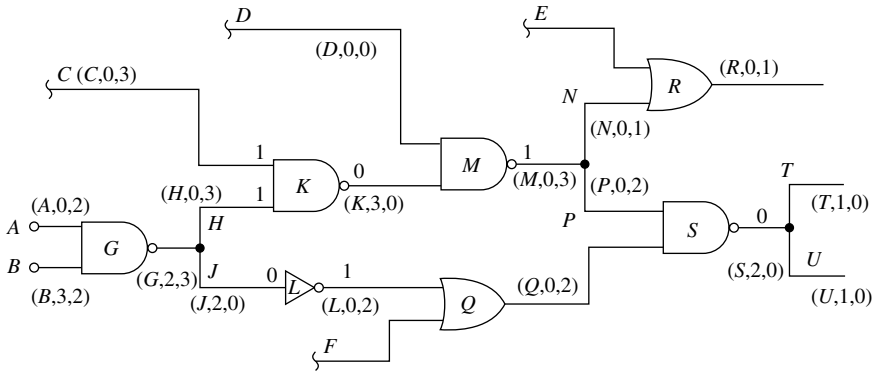 E
D
(D,0,0)
(R,0,1)
C (C,0,3)
R
N
(N,0,1)
1
0
M
1
(M,0,3)
(P,0,2)
T
(H,0,3)
1
K
(K,3,0)
(T,1,0)
(A,0,2)
H
P
S
0
A
G
B
(G,2,3)
J
0
1
(Q,0,2)
(S,2,0)
U
(B,3,2)
(J,2,0)
L
(L,0,2)
Q
(U,1,0)
F